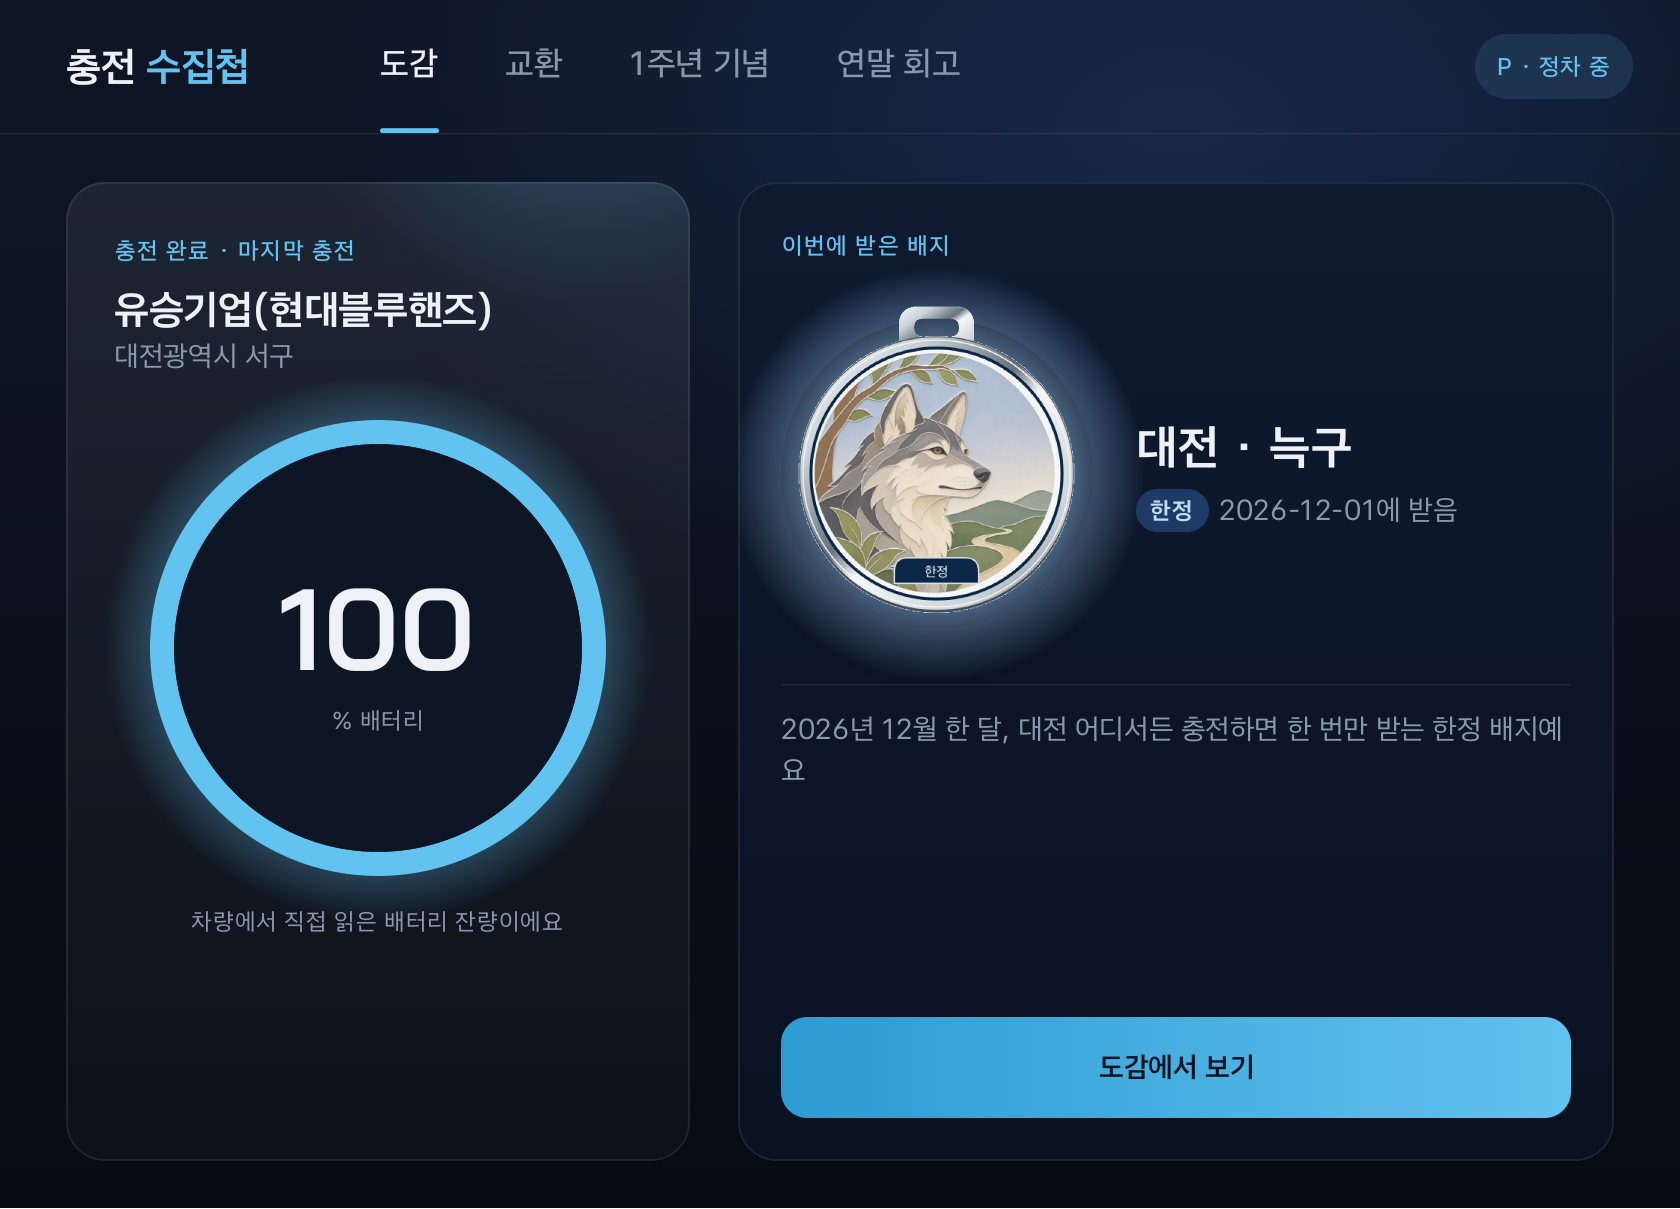 충전 수집첩
도감
교환
1주년 기념
연말 회고
P · 정차 중
충전 완료 · 마지막 충전
유승기업(현대블루핸즈)
대전광역시 서구
100
% 배터리
차량에서 직접 읽은 배터리 잔량이에요
이번에 받은 배지
한정
대전 · 늑구
한정 2026-12-01에 받음
2026년 12월 한 달, 대전 어디서든 충전하면 한 번만 받는 한정 배지예
요
도감에서 보기